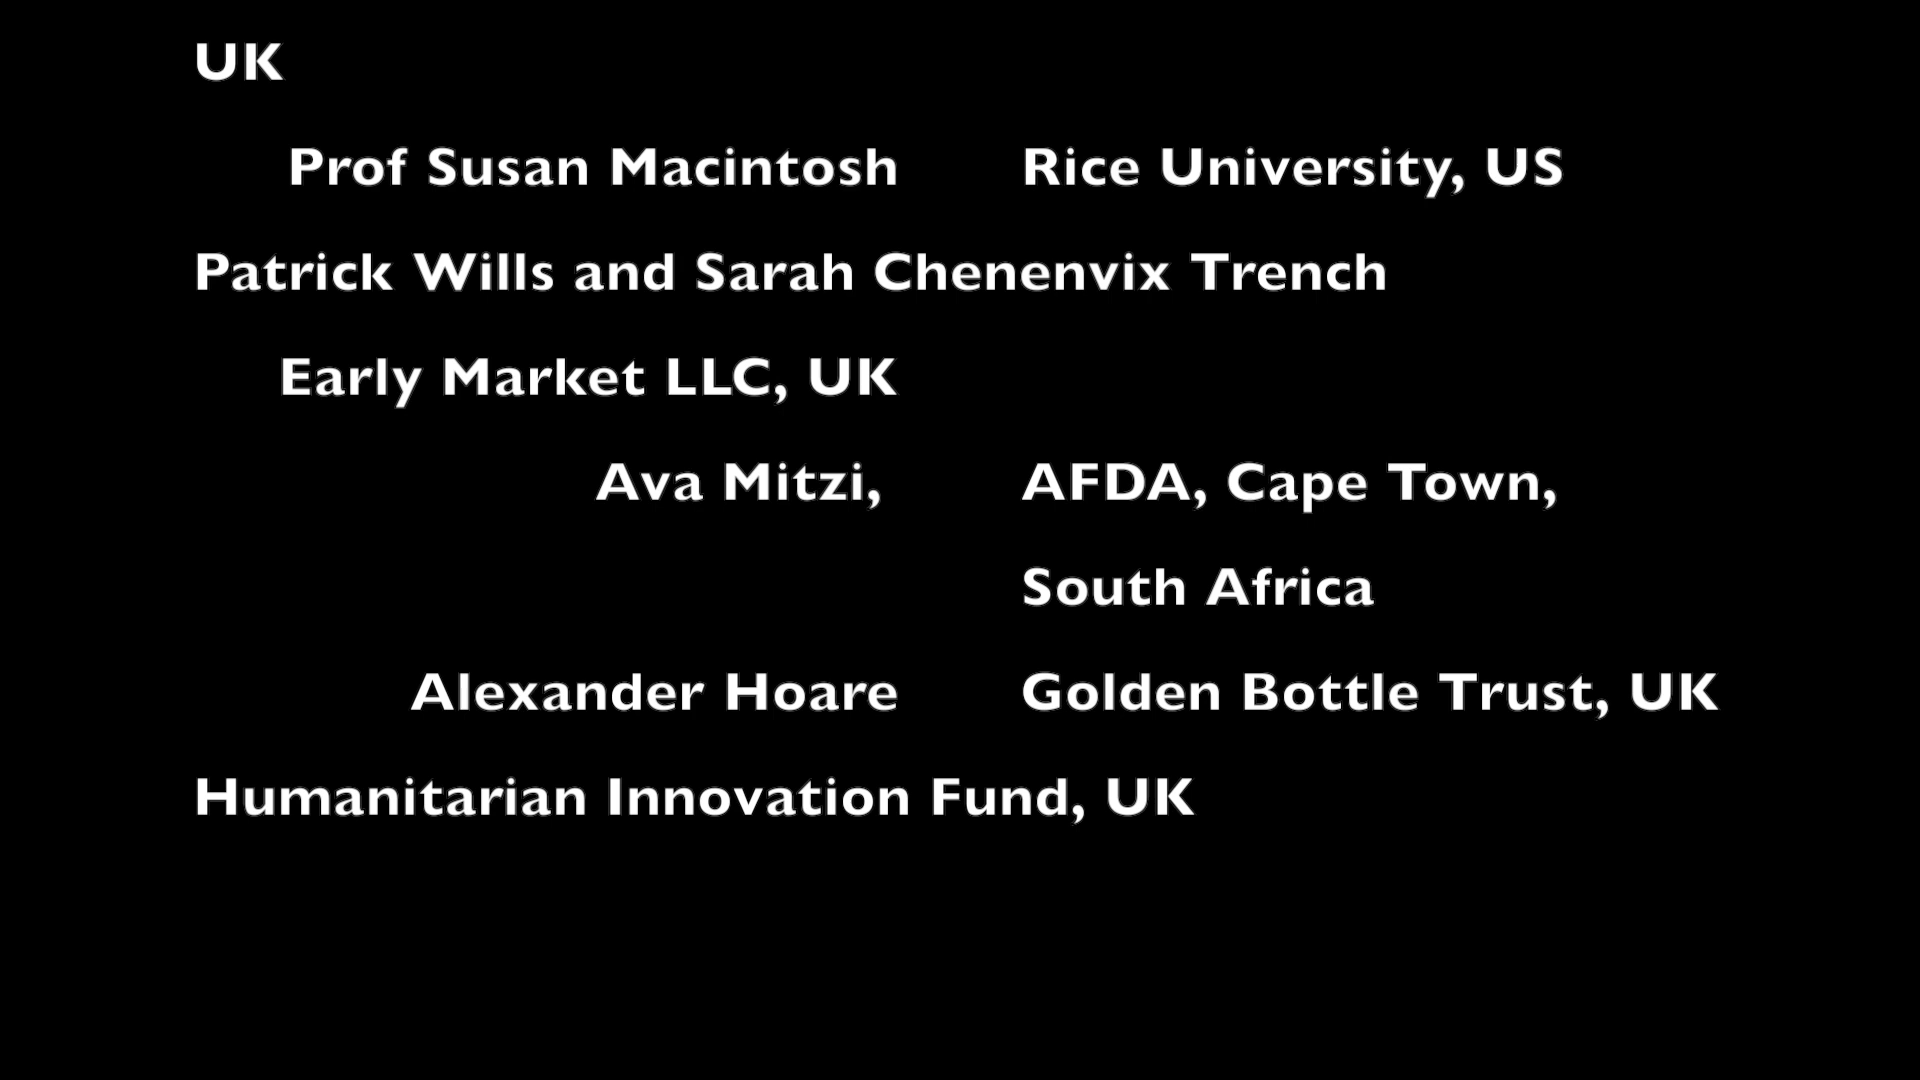 UK
Prof Susan Macintosh Rice University, US
Patrick Wills and Sarah Chenenvix Trench
Early Market LLC, UK
Ava Mitzi, AFDA, Cape Town,
South Africa
Alexander Hoare Golden Bottle Trust, UK
Humanitarian Innovation Fund, UK